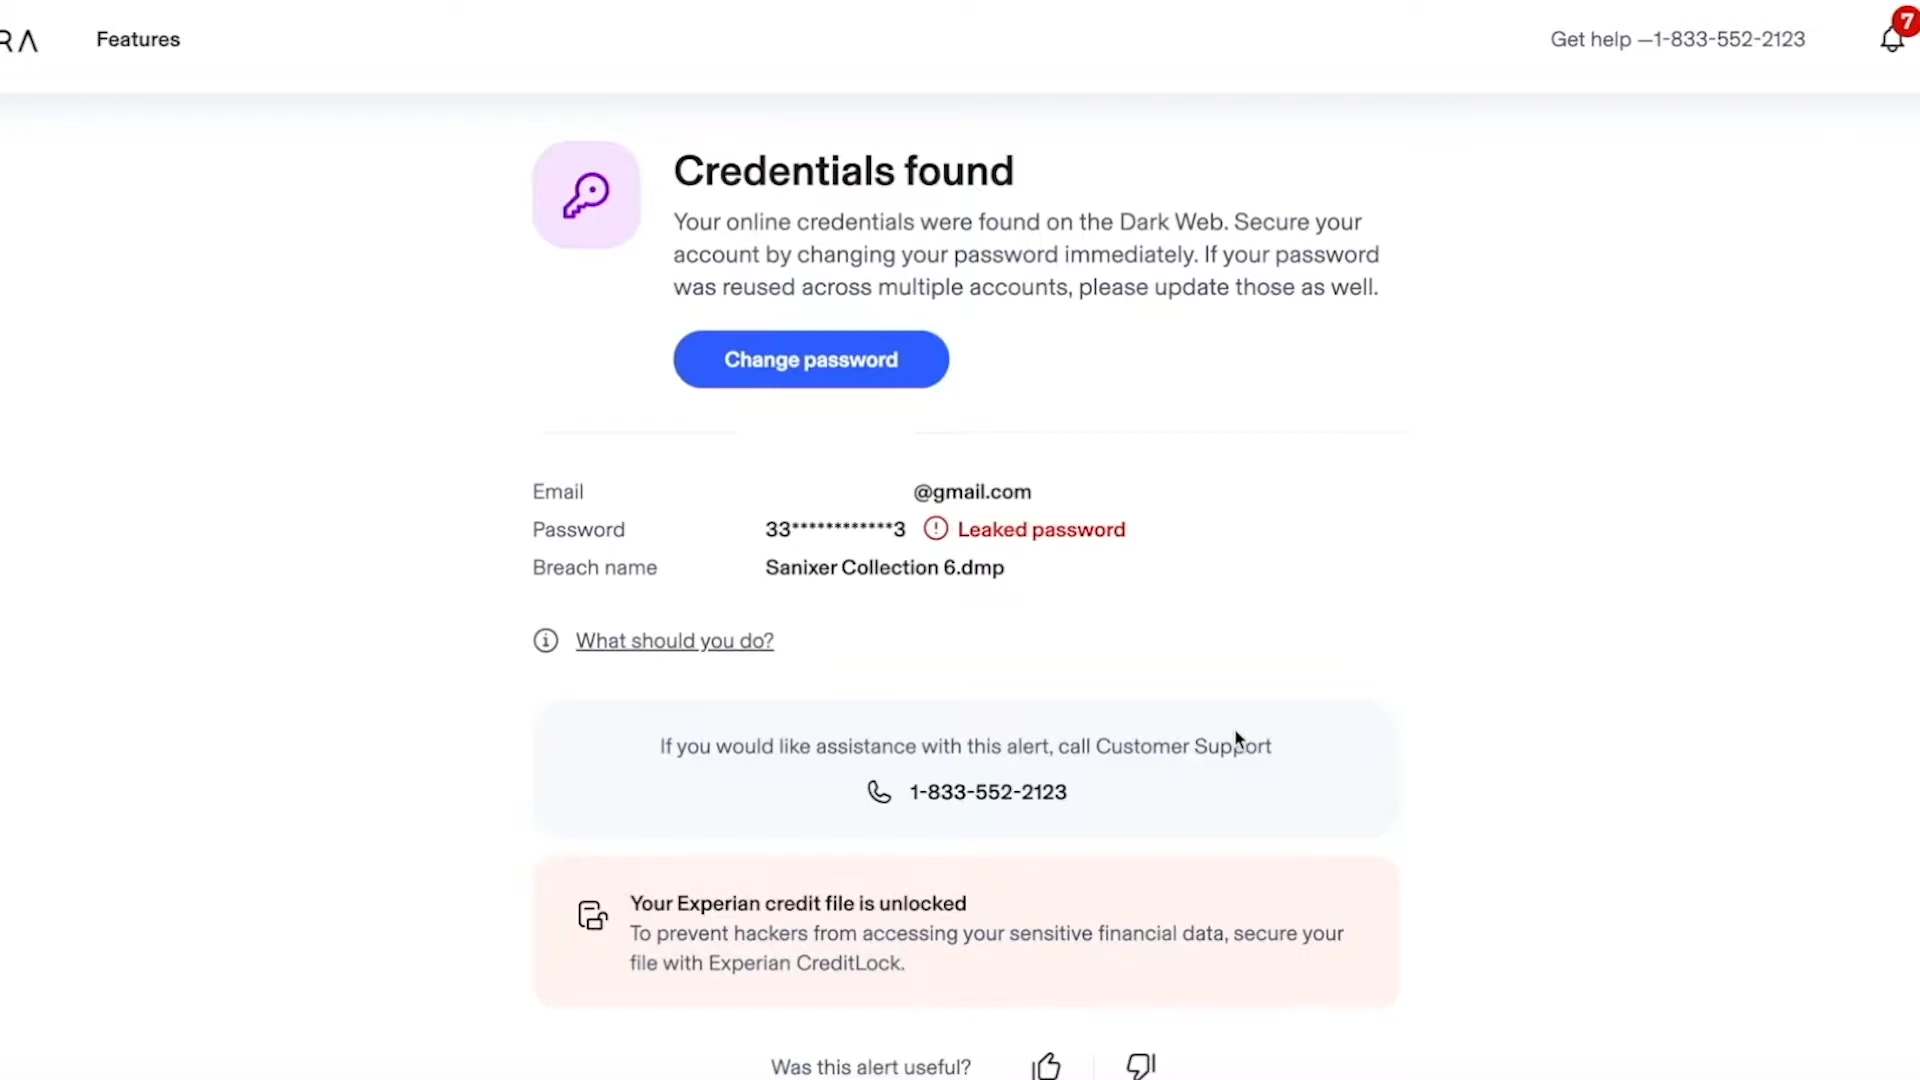 RA
Features
Get help —1-833-552-2123
7
Credentials found
Your online credentials were found on the Dark Web. Secure your
account by changing your password immediately. If your password
was reused across multiple accounts, please update those as well.
Change password
Email @gmail.com
Password 33************3 Leaked password
Breach name Sanixer Collection 6.dmp
What should you do?
If you would like assistance with this alert, call Customer Support
1-833-552-2123
Your Experian credit file is unlocked
To prevent hackers from accessing your sensitive financial data, secure your
file with Experian CreditLock.
Was this alert useful?